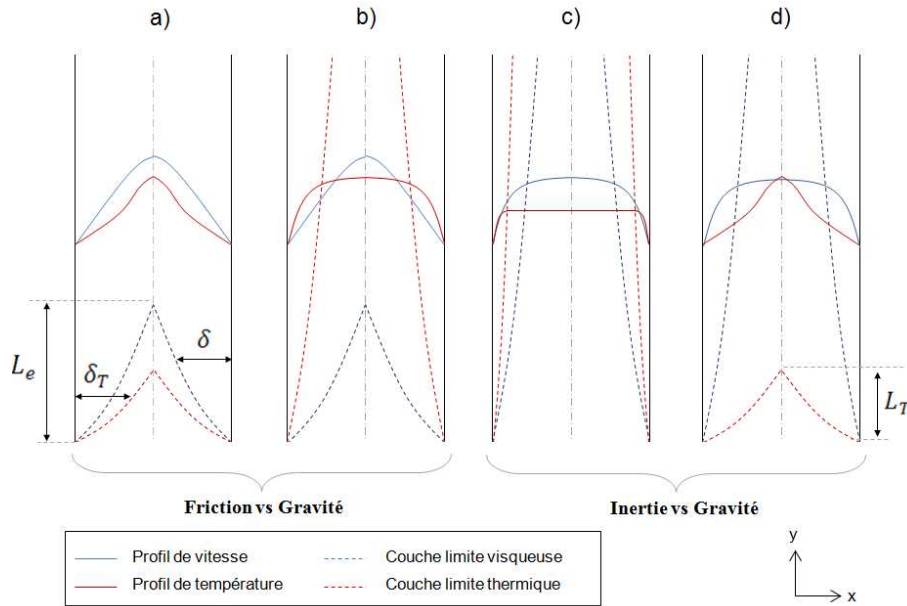 a) b) c) d)
δ
L_e
δ_T
L_T
Friction vs Gravité
Inertie vs Gravité
Profil de vitesse
Couche limite visqueuse
Profil de température
Couche limite thermique
y
x